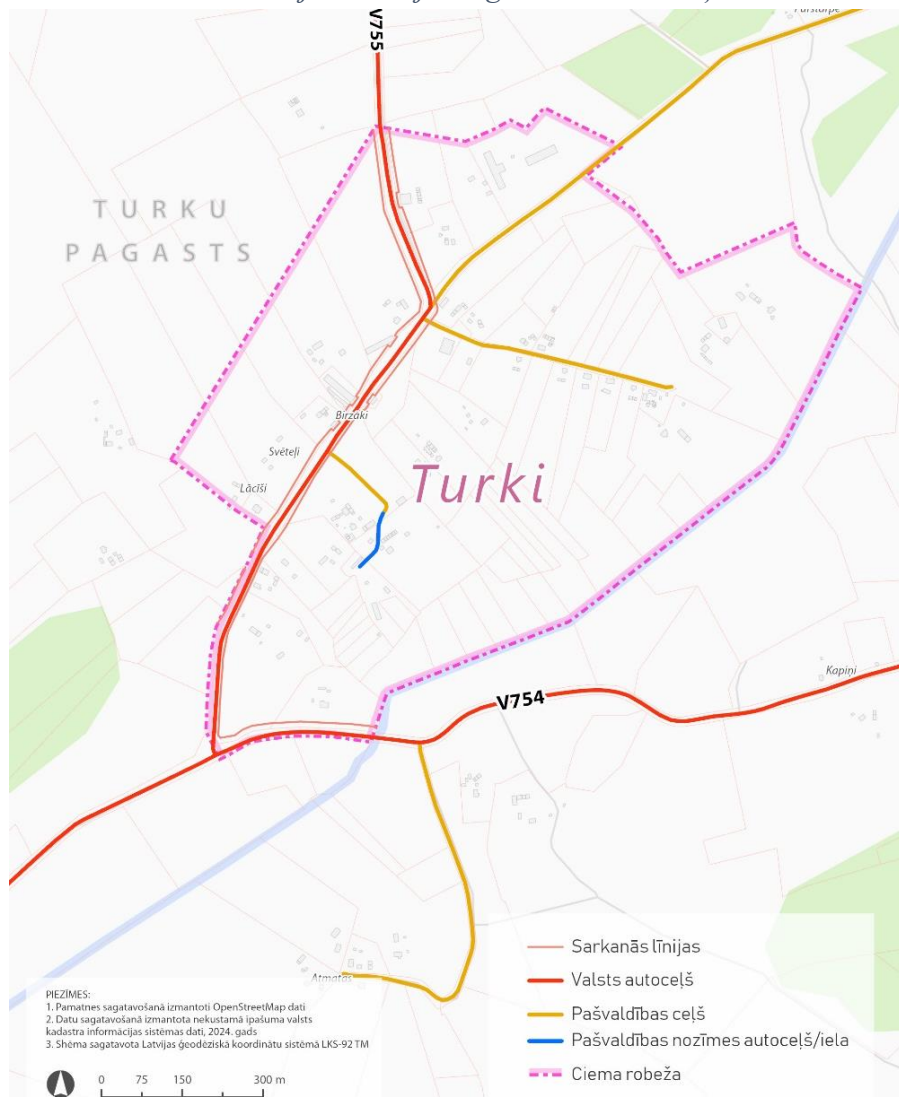 V755
TURKU
PAGASTS
Birzaki
Svēteļi
Lācīši
Turki
Kapiņi
V754
Atmatas
Sarkanās līnijas
Valsts autoceļš
Pašvaldības ceļš
Pašvaldības nozīmes autoceļš/iela
Ciema robeža
PIEZĪMES:
1. Pamatnes sagatavošanā izmantoti OpenStreetMap dati
2. Datu sagatavošanā izmantota nekustamā īpašuma valsts
kadastra informācijas sistēmas dati, 2024. gads
3. Shēma sagatavota Latvijas ģeodēziskā koordinātu sistēmā LKS-92 TM
0 75 150 300 m